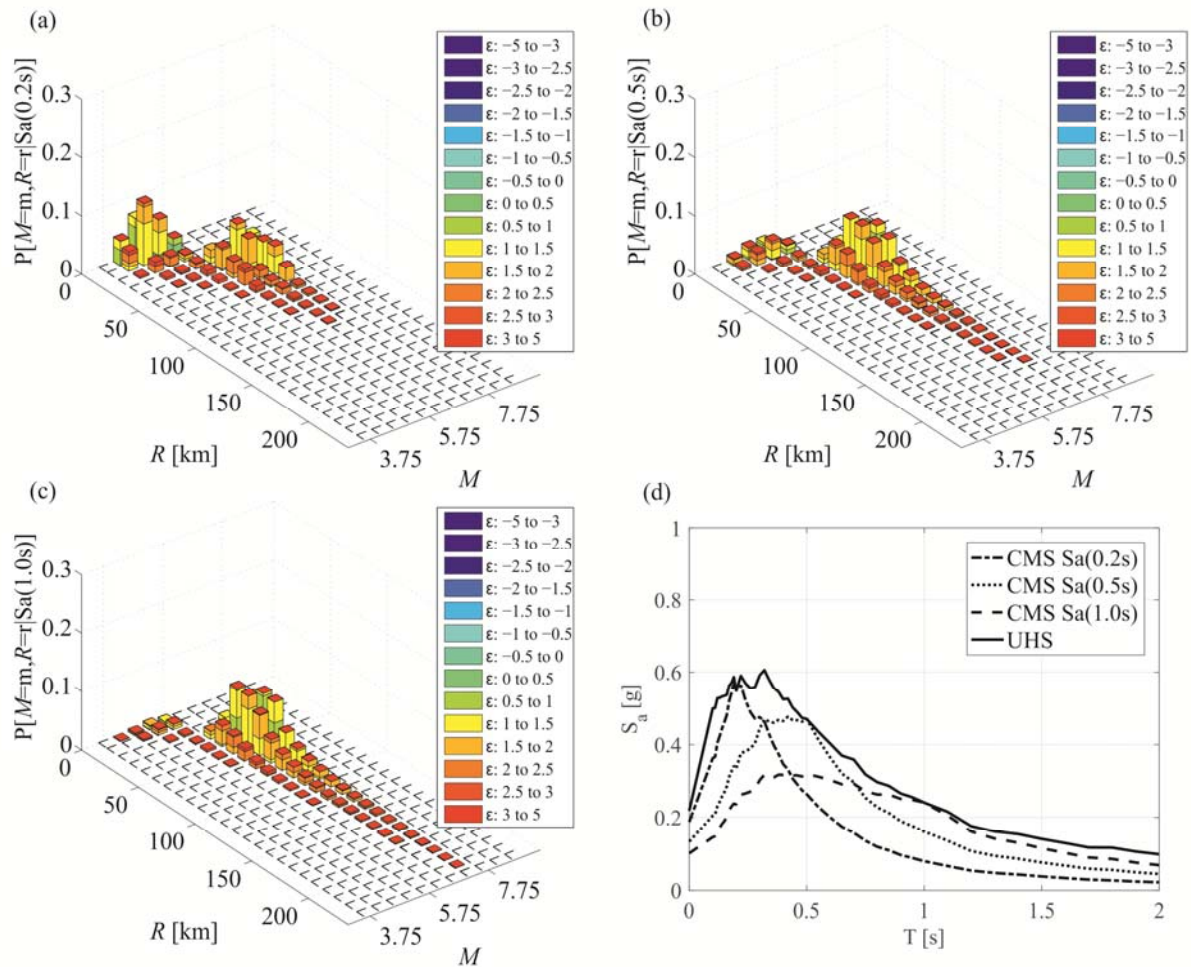 (a)
P[M=m,R=r|Sa(0.2s)]
0.3
0.2
0.1
0
0
50
100
150
200
R [km]
3.75
5.75
7.75
M
ε: −5 to −3
ε: −3 to −2.5
ε: −2.5 to −2
ε: −2 to −1.5
ε: −1.5 to −1
ε: −1 to −0.5
ε: −0.5 to 0
ε: 0 to 0.5
ε: 0.5 to 1
ε: 1 to 1.5
ε: 1.5 to 2
ε: 2 to 2.5
ε: 2.5 to 3
ε: 3 to 5
(b)
P[M=m,R=r|Sa(0.5s)]
0.3
0.2
0.1
0
0
50
100
150
200
R [km]
3.75
5.75
7.75
M
ε: −5 to −3
ε: −3 to −2.5
ε: −2.5 to −2
ε: −2 to −1.5
ε: −1.5 to −1
ε: −1 to −0.5
ε: −0.5 to 0
ε: 0 to 0.5
ε: 0.5 to 1
ε: 1 to 1.5
ε: 1.5 to 2
ε: 2 to 2.5
ε: 2.5 to 3
ε: 3 to 5
(c)
P[M=m,R=r|Sa(1.0s)]
0.3
0.2
0.1
0
0
50
100
150
200
R [km]
3.75
5.75
7.75
M
ε: −5 to −3
ε: −3 to −2.5
ε: −2.5 to −2
ε: −2 to −1.5
ε: −1.5 to −1
ε: −1 to −0.5
ε: −0.5 to 0
ε: 0 to 0.5
ε: 0.5 to 1
ε: 1 to 1.5
ε: 1.5 to 2
ε: 2 to 2.5
ε: 2.5 to 3
ε: 3 to 5
(d)
Sa [g]
1
0.8
0.6
0.4
0.2
0
0
0.5
1
1.5
2
T [s]
CMS Sa(0.2s)
CMS Sa(0.5s)
CMS Sa(1.0s)
UHS